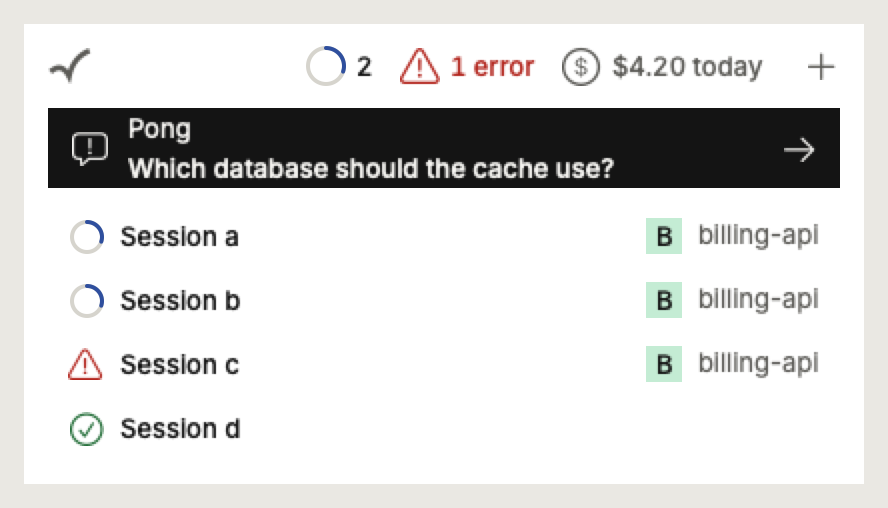 2 1 error $4.20 today
Pong
Which database should the cache use?
Session a B billing-api
Session b B billing-api
Session c B billing-api
Session d